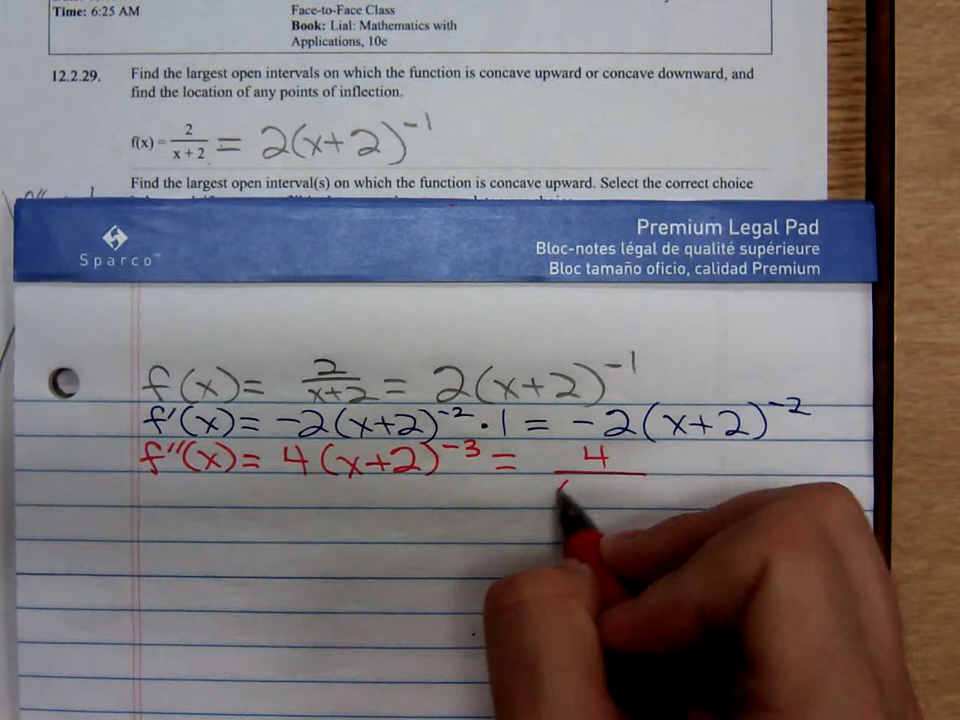 Time: 6:25 AM
Face-to-Face Class
Book: Lial: Mathematics with
Applications, 10e
12.2.29. Find the largest open intervals on which the function is concave upward or concave downward, and
find the location of any points of inflection.
f(x) = 2/(x + 2) = 2(x+2)^-1
Find the largest open interval(s) on which the function is concave upward. Select the correct choice
Sparco™
Premium Legal Pad
Bloc-notes légal de qualité supérieure
Bloc tamaño oficio, calidad Premium
f(x) = 2/(x+2) = 2(x+2)^-1
f'(x) = -2(x+2)^-2 · 1 = -2(x+2)^-2
f''(x) = 4(x+2)^-3 = 4/(